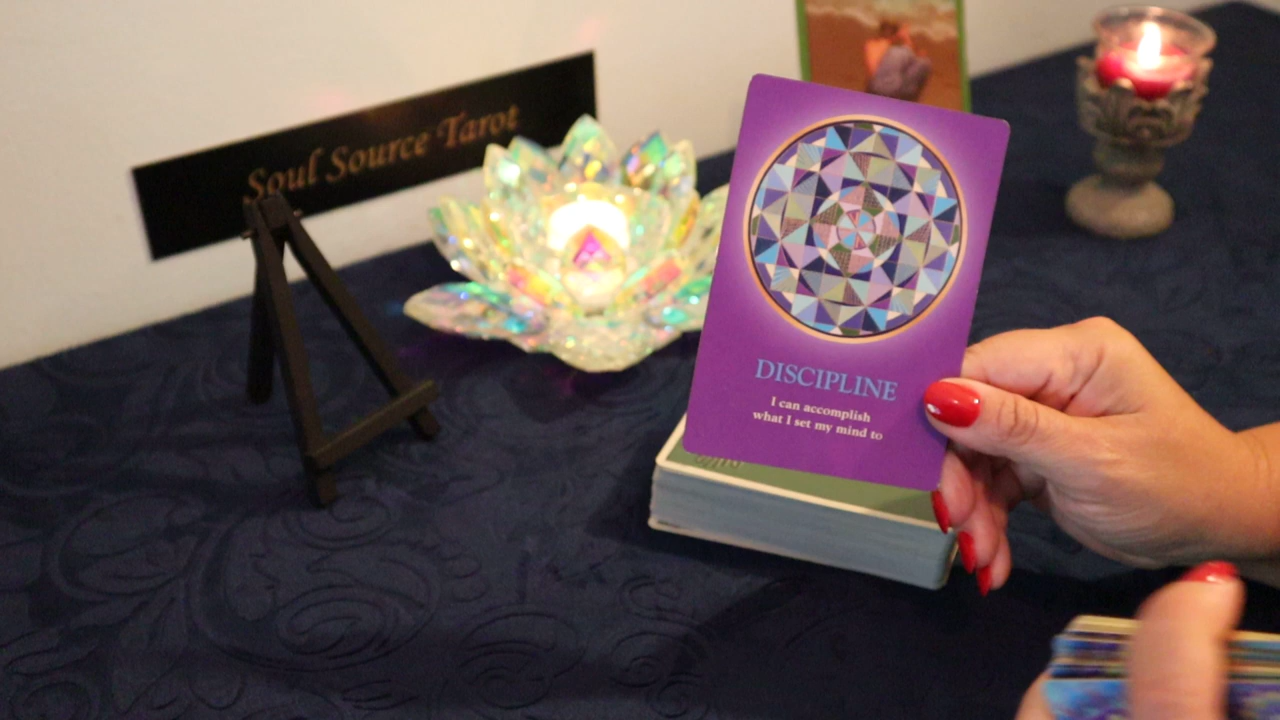 Soul Source Tarot
DISCIPLINE
I can accomplish
what I set my mind to